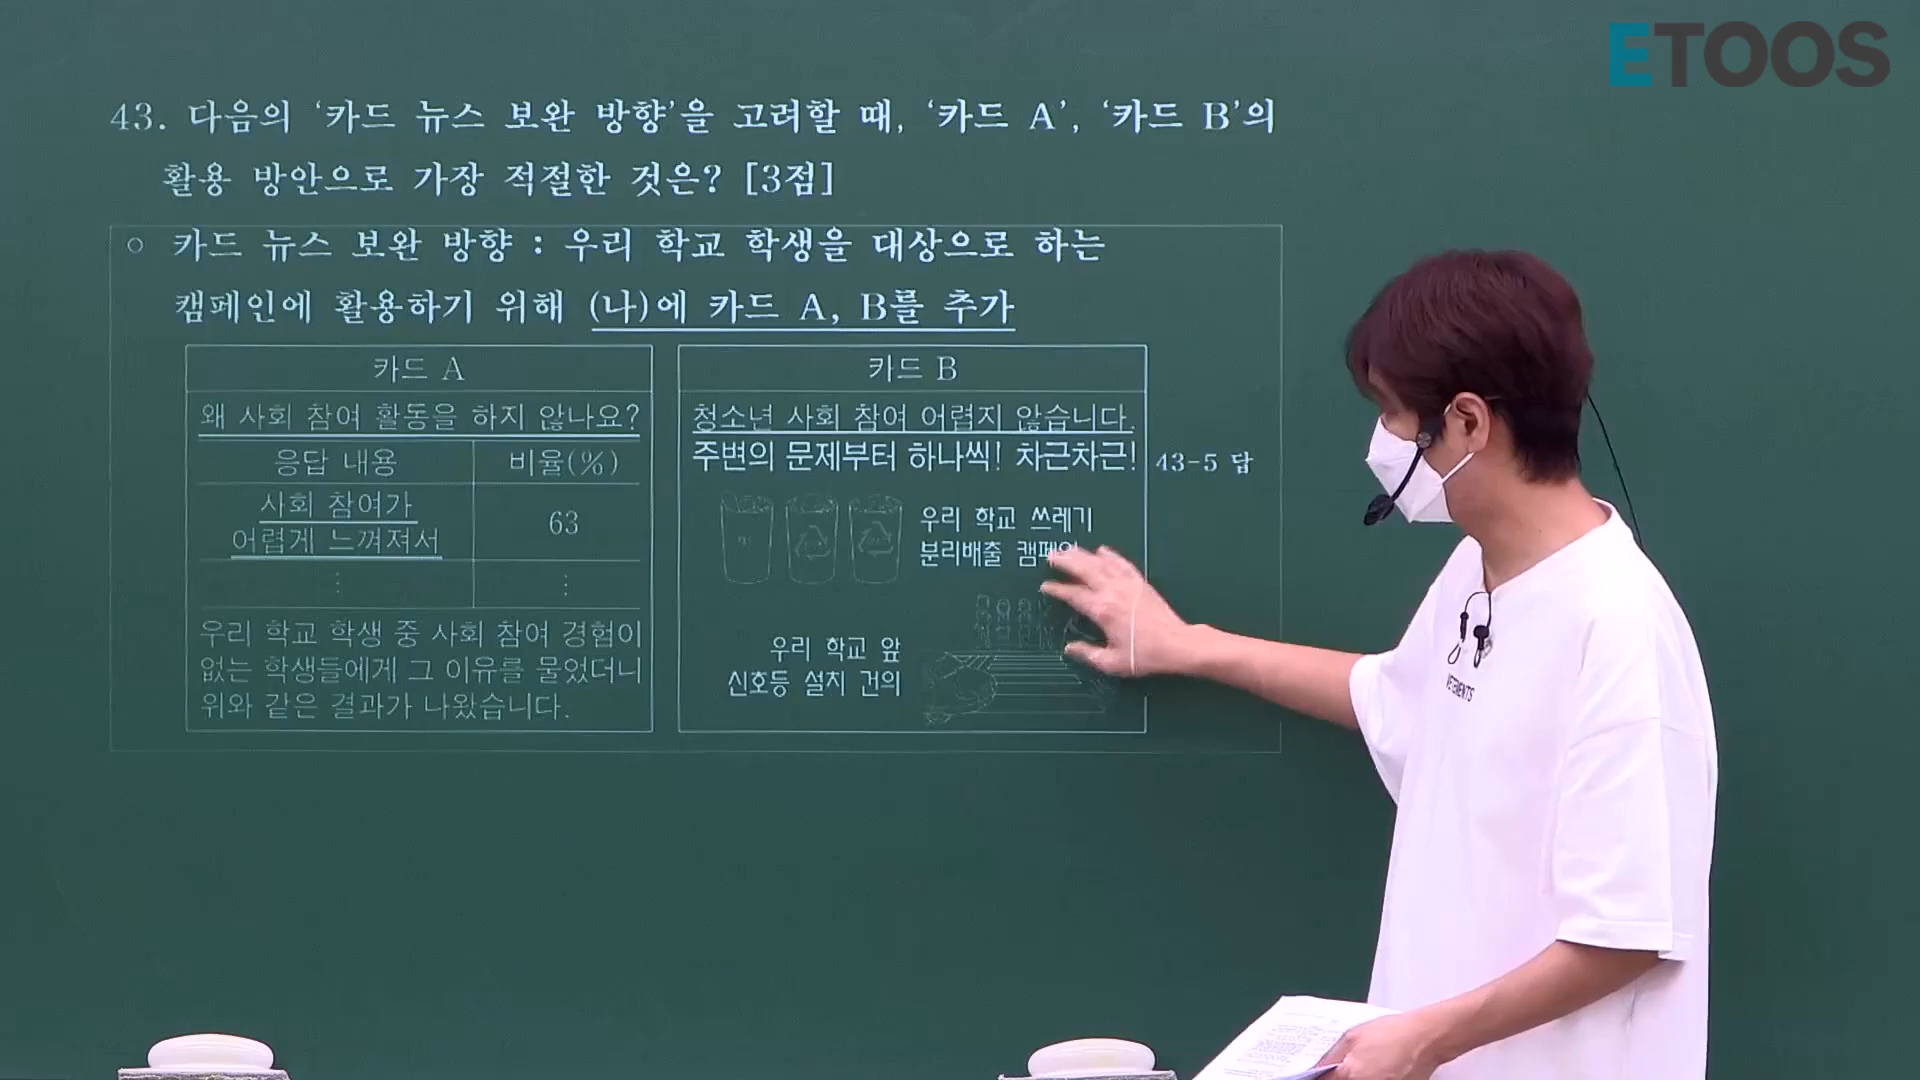 ETOOS
43. 다음의 ‘카드 뉴스 보완 방향’을 고려할 때, ‘카드 A’, ‘카드 B’의
활용 방안으로 가장 적절한 것은? [3점]
○ 카드 뉴스 보완 방향 : 우리 학교 학생을 대상으로 하는
캠페인에 활용하기 위해 (나)에 카드 A, B를 추가
카드 A
왜 사회 참여 활동을 하지 않나요?
응답 내용 비율(%)
사회 참여가
어렵게 느껴져서
63
⋮ ⋮
우리 학교 학생 중 사회 참여 경험이
없는 학생들에게 그 이유를 물었더니
위와 같은 결과가 나왔습니다.
카드 B
청소년 사회 참여 어렵지 않습니다.
주변의 문제부터 하나씩! 차근차근!
우리 학교 쓰레기
분리배출 캠페인
우리 학교 앞
신호등 설치 건의
43-5 답
VETEMENTS